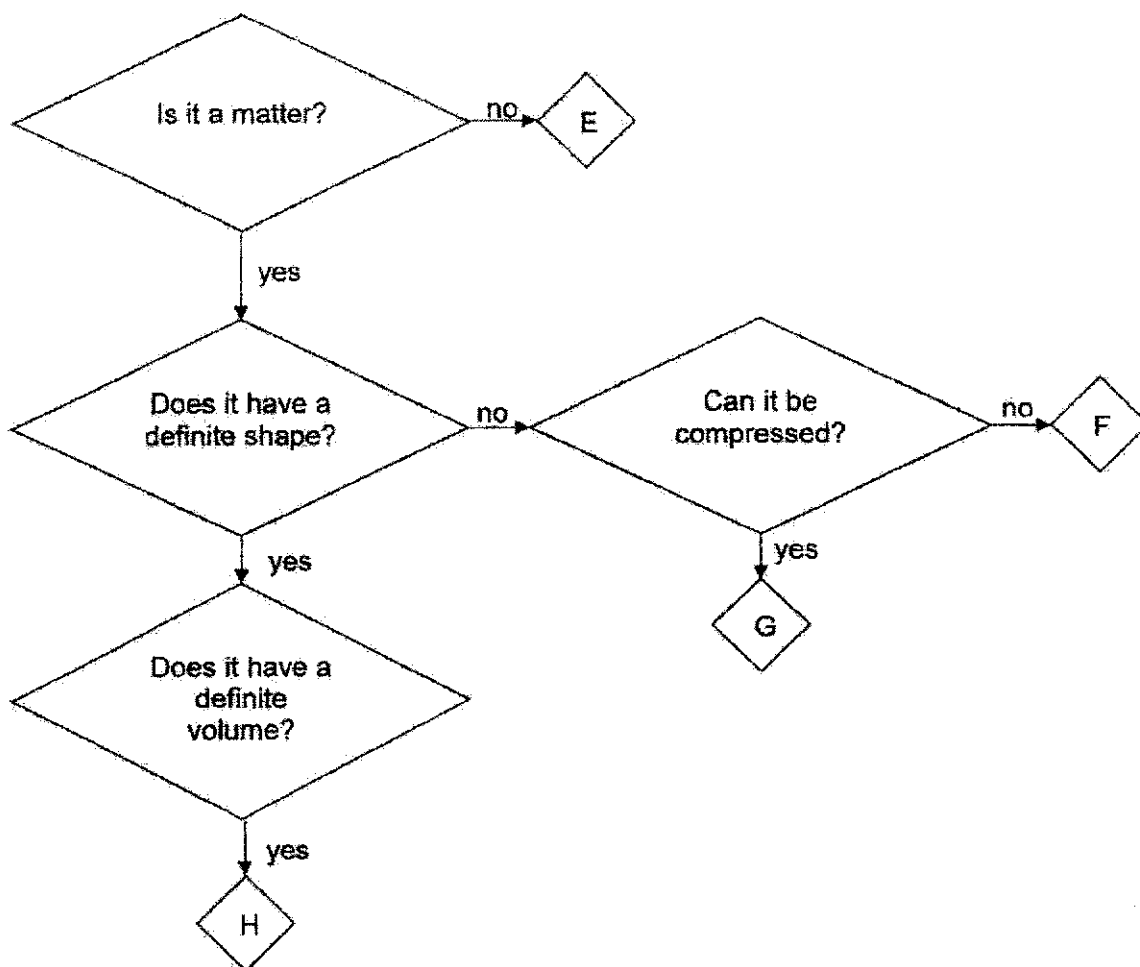 Is it a matter?
no
E
yes
Does it have a
definite shape?
no
Can it be
compressed?
no
F
yes
yes
G
Does it have a
definite
volume?
yes
H